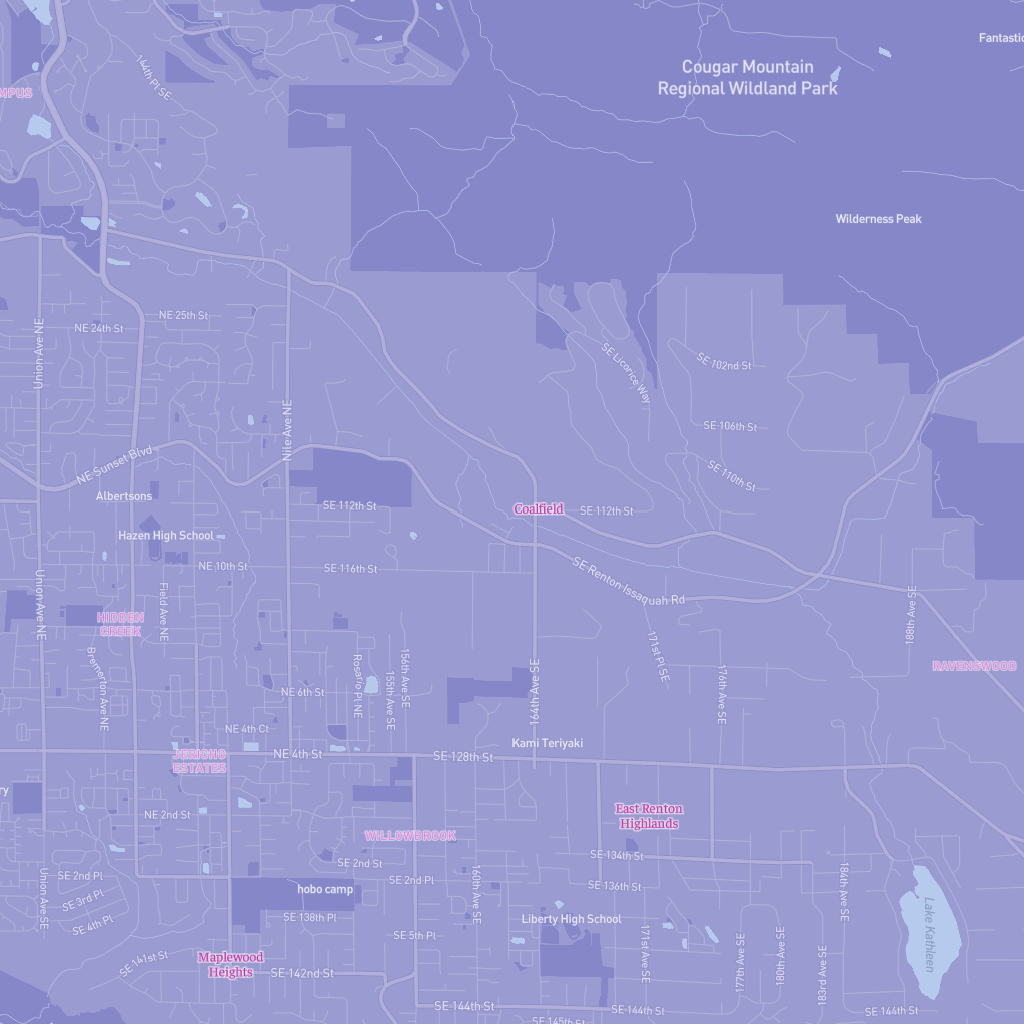 Fantastic
Cougar Mountain
Regional Wildland Park
144th Pl SE
MPUS
Wilderness Peak
NE 25th St
NE 24th St
Union Ave NE
SE Licorice Way
SE 102nd St
SE 106th St
Nile Ave NE
NE Sunset Blvd
SE 110th St
Albertsons
SE 112th St
Coalfield
SE 112th St
Hazen High School
NE 10th St
SE 116th St
SE Renton Issaquah Rd
Union Ave NE
Field Ave NE
188th Ave SE
HIDDEN
CREEK
171st Pl SE
RAVENSWOOD
Bremerton Ave NE
Rosario Pl NE
156th Ave SE
155th Ave SE
164th Ave SE
176th Ave SE
NE 6th St
NE 4th Ct
Kami Teriyaki
JERICHO
ESTATES
NE 4th St
SE 128th St
ry
NE 2nd St
East Renton
Highlands
WILLOWBROOK
SE 134th St
SE 2nd St
SE 2nd Pl
SE 2nd Pl
SE 136th St
184th Ave SE
160th Ave SE
Union Ave SE
hobo camp
SE 3rd Pl
SE 138th Pl
Liberty High School
SE 4th Pl
SE 5th Pl
Lake Kathleen
171st Ave SE
177th Ave SE
180th Ave SE
183rd Ave SE
Maplewood
Heights
SE 141st St
SE 142nd St
SE 144th St
SE 144th St
SE 144th St
SE 145th St